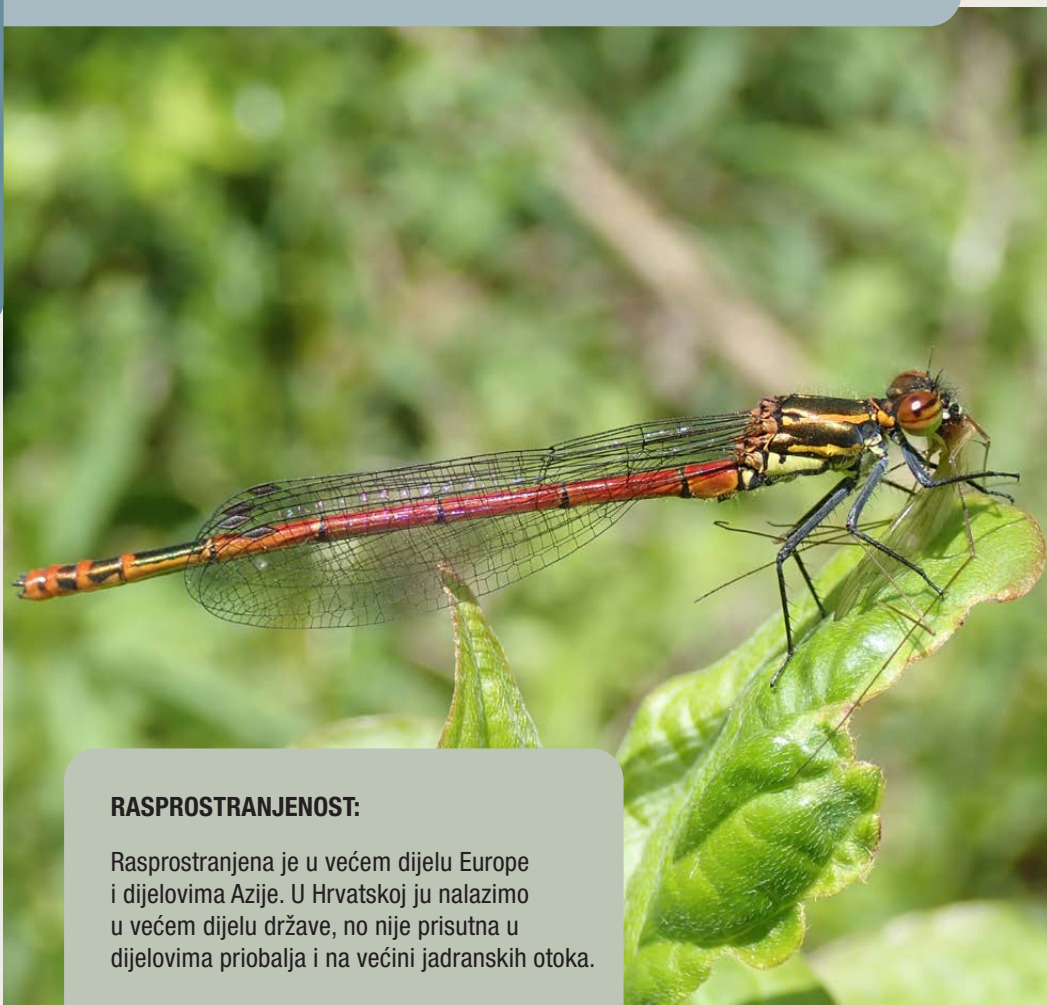 RASPROSTRANJENOST:
Rasprostranjena je u većem dijelu Europe
i dijelovima Azije. U Hrvatskoj ju nalazimo
u većem dijelu države, no nije prisutna u
dijelovima priobalja i na većini jadranskih otoka.